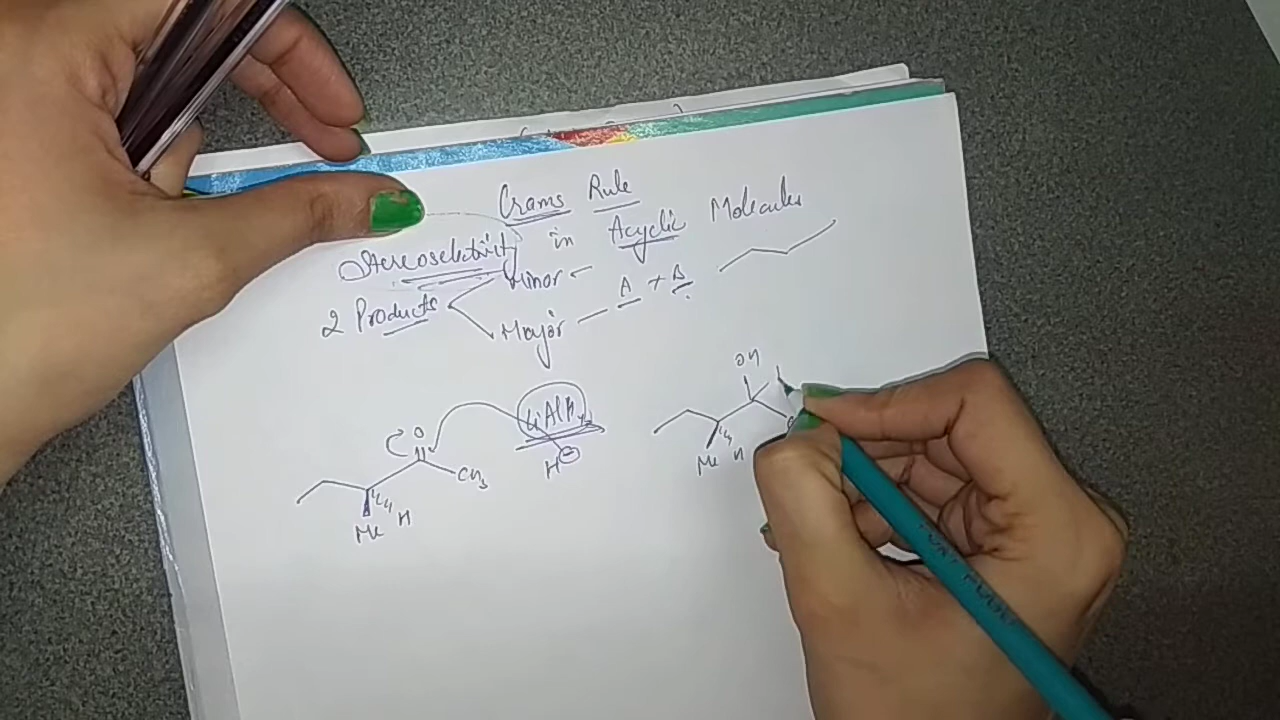 Crams Rule
Stereoselectivity in Acyclic Molecules
2 Products
Minor
Major
A + B
O
LiAlH4
H⊖
CH3
Me
H
OH
Me
H